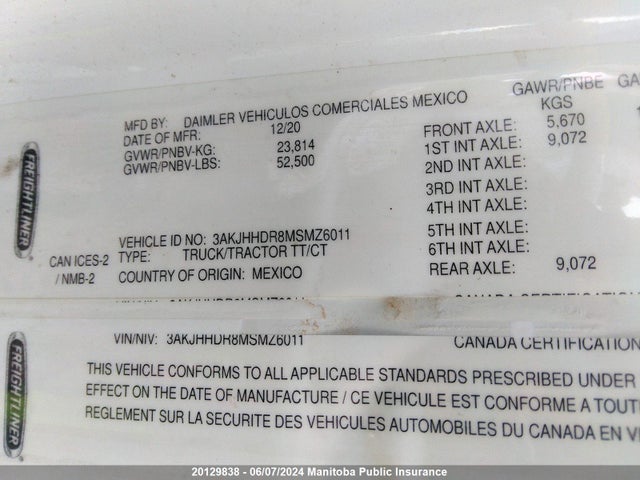 FREIGHTLINER
MFD BY: DAIMLER VEHICULOS COMERCIALES MEXICO
DATE OF MFR: 12/20
GVWR/PNBV-KG: 23,814
GVWR/PNBV-LBS: 52,500
VEHICLE ID NO: 3AKJHHDR8MSMZ6011
TYPE: TRUCK/TRACTOR TT/CT
COUNTRY OF ORIGIN: MEXICO
CAN ICES-2
/ NMB-2
GAWR/PNBE
KGS
FRONT AXLE: 5,670
1ST INT AXLE: 9,072
2ND INT AXLE:
3RD INT AXLE:
4TH INT AXLE:
5TH INT AXLE:
6TH INT AXLE:
REAR AXLE: 9,072
FREIGHTLINER
VIN/NIV: 3AKJHHDR8MSMZ6011
CANADA CERTIFICATION
THIS VEHICLE CONFORMS TO ALL APPLICABLE STANDARDS PRESCRIBED UNDER
EFFECT ON THE DATE OF MANUFACTURE / CE VEHICULE EST CONFORME A TOUT
REGLEMENT SUR LA SECURITE DES VEHICULES AUTOMOBILES DU CANADA EN
20129838 - 06/07/2024 Manitoba Public Insurance